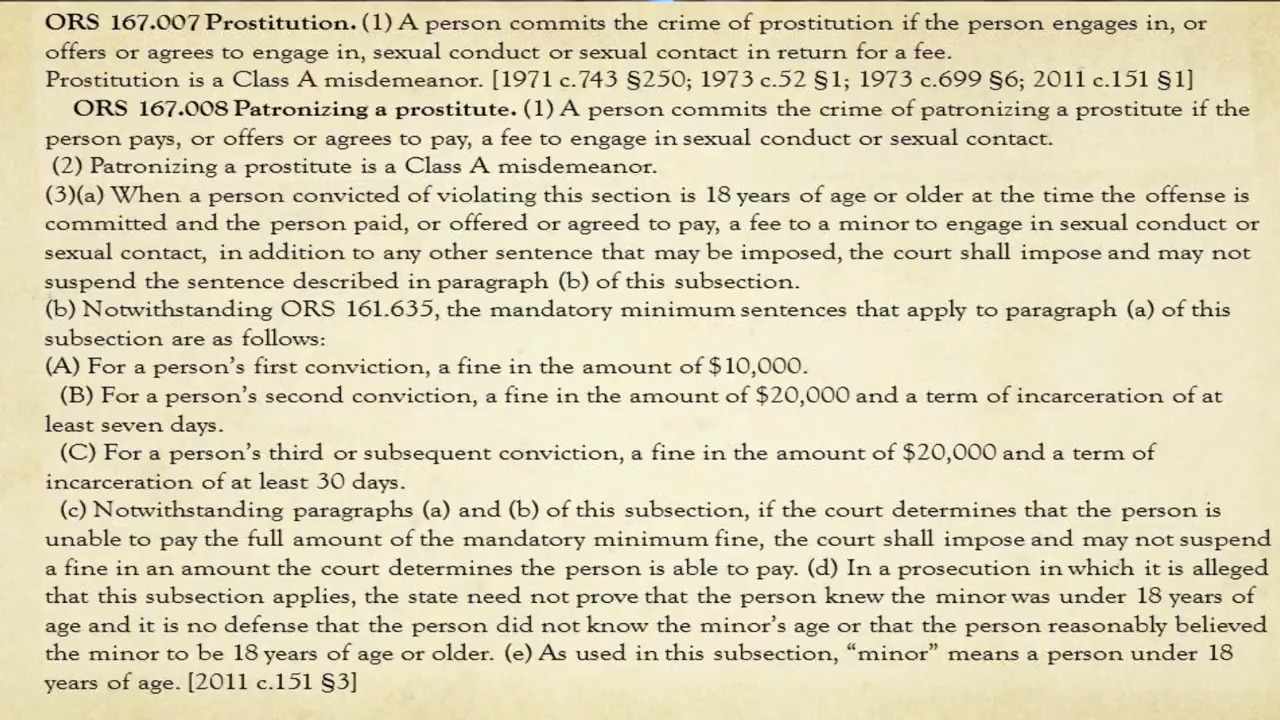 ORS 167.007 Prostitution. (1) A person commits the crime of prostitution if the person engages in, or
offers or agrees to engage in, sexual conduct or sexual contact in return for a fee.
Prostitution is a Class A misdemeanor. [1971 c.743 §250; 1973 c.52 §1; 1973 c.699 §6; 2011 c.151 §1]
ORS 167.008 Patronizing a prostitute. (1) A person commits the crime of patronizing a prostitute if the
person pays, or offers or agrees to pay, a fee to engage in sexual conduct or sexual contact.
(2) Patronizing a prostitute is a Class A misdemeanor.
(3)(a) When a person convicted of violating this section is 18 years of age or older at the time the offense is
committed and the person paid, or offered or agreed to pay, a fee to a minor to engage in sexual conduct or
sexual contact, in addition to any other sentence that may be imposed, the court shall impose and may not
suspend the sentence described in paragraph (b) of this subsection.
(b) Notwithstanding ORS 161.635, the mandatory minimum sentences that apply to paragraph (a) of this
subsection are as follows:
(A) For a person’s first conviction, a fine in the amount of $10,000.
(B) For a person’s second conviction, a fine in the amount of $20,000 and a term of incarceration of at
least seven days.
(C) For a person’s third or subsequent conviction, a fine in the amount of $20,000 and a term of
incarceration of at least 30 days.
(c) Notwithstanding paragraphs (a) and (b) of this subsection, if the court determines that the person is
unable to pay the full amount of the mandatory minimum fine, the court shall impose and may not suspend
a fine in an amount the court determines the person is able to pay. (d) In a prosecution in which it is alleged
that this subsection applies, the state need not prove that the person knew the minor was under 18 years of
age and it is no defense that the person did not know the minor’s age or that the person reasonably believed
the minor to be 18 years of age or older. (e) As used in this subsection, “minor” means a person under 18
years of age. [2011 c.151 §3]